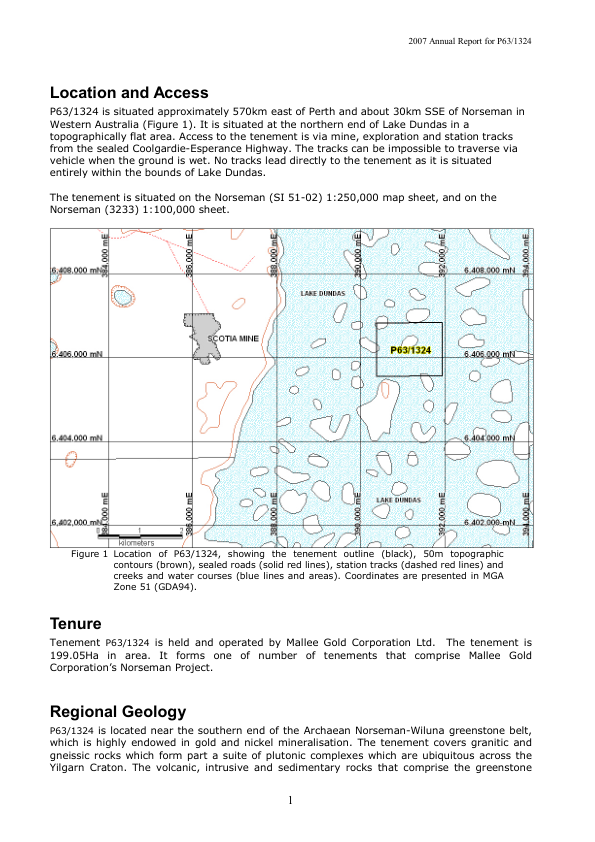 2007 Annual Report for P63/1324
Location and Access
P63/1324 is situated approximately 570km east of Perth and about 30km SSE of Norseman in
Western Australia (Figure 1). It is situated at the northern end of Lake Dundas in a
topographically flat area. Access to the tenement is via mine, exploration and station tracks
from the sealed Coolgardie-Esperance Highway. The tracks can be impossible to traverse via
vehicle when the ground is wet. No tracks lead directly to the tenement as it is situated
entirely within the bounds of Lake Dundas.
The tenement is situated on the Norseman (SI 51-02) 1:250,000 map sheet, and on the
Norseman (3233) 1:100,000 sheet.
384,000 mE
386,000 mE
388,000 mE
390,000 mE
392,000 mE
394,000 mE
6,408,000 mN
6,408,000 mN
LAKE DUNDAS
SCOTIA MINE
P63/1324
6,406,000 mN
6,406,000 mN
6,404,000 mN
6,404,000 mN
LAKE DUNDAS
384,000 mE
386,000 mE
388,000 mE
390,000 mE
392,000 mE
394,000 mE
6,402,000 mN
6,402,000 mN
1
kilometers
Figure 1 Location of P63/1324, showing the tenement outline (black), 50m topographic
contours (brown), sealed roads (solid red lines), station tracks (dashed red lines) and
creeks and water courses (blue lines and areas). Coordinates are presented in MGA
Zone 51 (GDA94).
Tenure
Tenement P63/1324 is held and operated by Mallee Gold Corporation Ltd. The tenement is
199.05Ha in area. It forms one of number of tenements that comprise Mallee Gold
Corporation's Norseman Project.
Regional Geology
P63/1324 is located near the southern end of the Archaean Norseman-Wiluna greenstone belt,
which is highly endowed in gold and nickel mineralisation. The tenement covers granitic and
gneissic rocks which form part a suite of plutonic complexes which are ubiquitous across the
Yilgarn Craton. The volcanic, intrusive and sedimentary rocks that comprise the greenstone
1